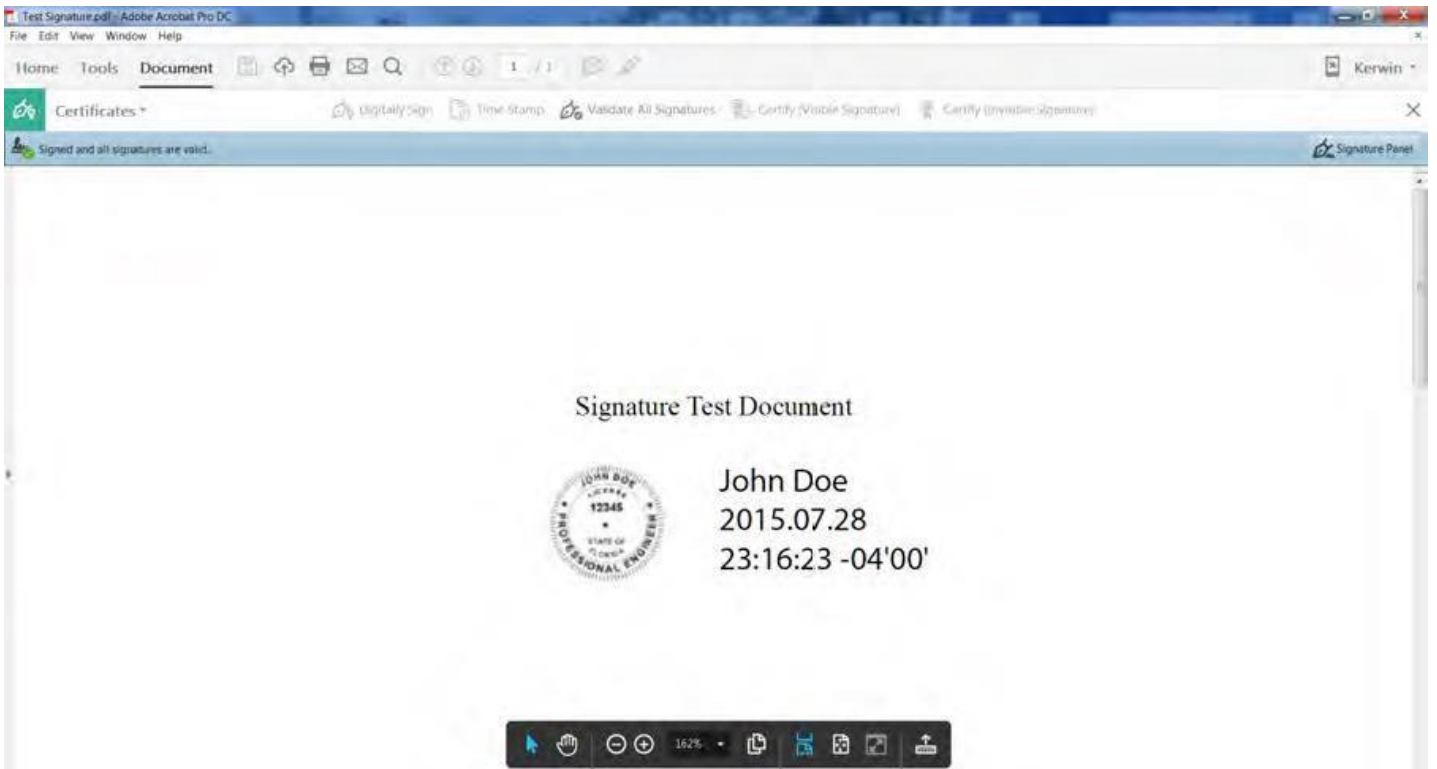 Test Signature.pdf - Adobe Acrobat Pro DC
File Edit View Window Help
Home Tools Document 1 / 1 Kerwin
Certificates Digitally Sign Time Stamp Validate All Signatures Certify (Visible Signature) Certify (Invisible Signature)
Signed and all signatures are valid. Signature Panel
Signature Test Document
JOHN DOE
LICENSE
12345
STATE OF
FLORIDA
PROFESSIONAL ENGINEER
John Doe
2015.07.28
23:16:23 -04'00'
162%